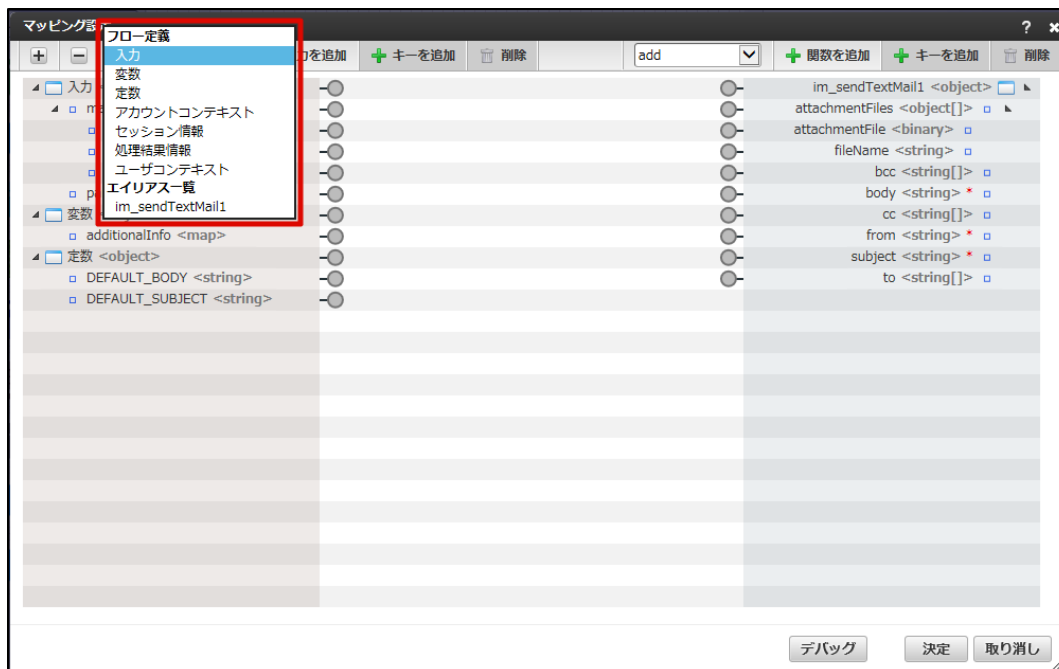 マッピング設
? ×
フロー定義
入力
変数
定数
アカウントコンテキスト
セッション情報
処理結果情報
ユーザコンテキスト
エイリアス一覧
im_sendTextMail1
を追加
キーを追加
削除
add
関数を追加
キーを追加
削除
入力
変数
additionalInfo <map>
定数 <object>
DEFAULT_BODY <string>
DEFAULT_SUBJECT <string>
im_sendTextMail1 <object>
attachmentFiles <object[]>
attachmentFile <binary>
fileName <string>
bcc <string[]>
body <string> *
cc <string[]>
from <string> *
subject <string> *
to <string[]>
デバッグ
決定
取り消し